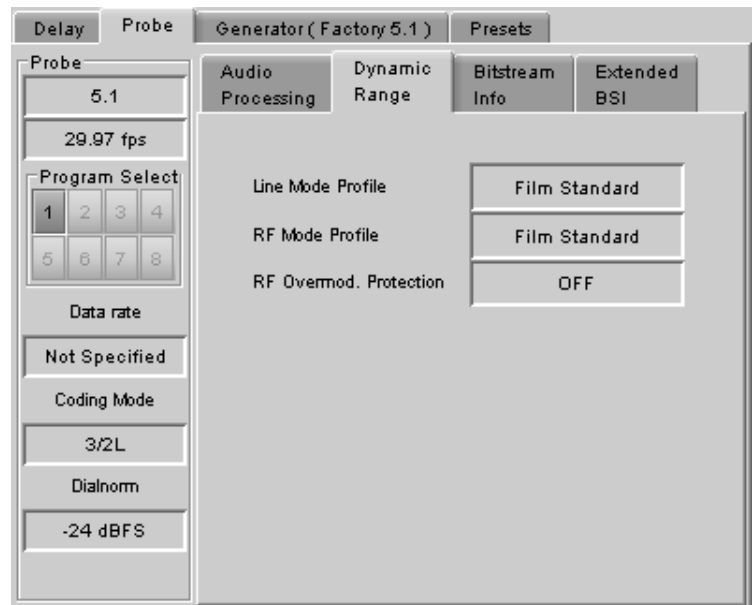 Delay
Probe
Generator ( Factory 5.1 )
Presets
Probe
5.1
29.97 fps
Program Select
1 2 3 4
5 6 7 8
Data rate
Not Specified
Coding Mode
3/2L
Dialnorm
-24 dBFS
Audio
Processing
Dynamic
Range
Bitstream
Info
Extended
BSI
Line Mode Profile
Film Standard
RF Mode Profile
Film Standard
RF Overmod. Protection
OFF